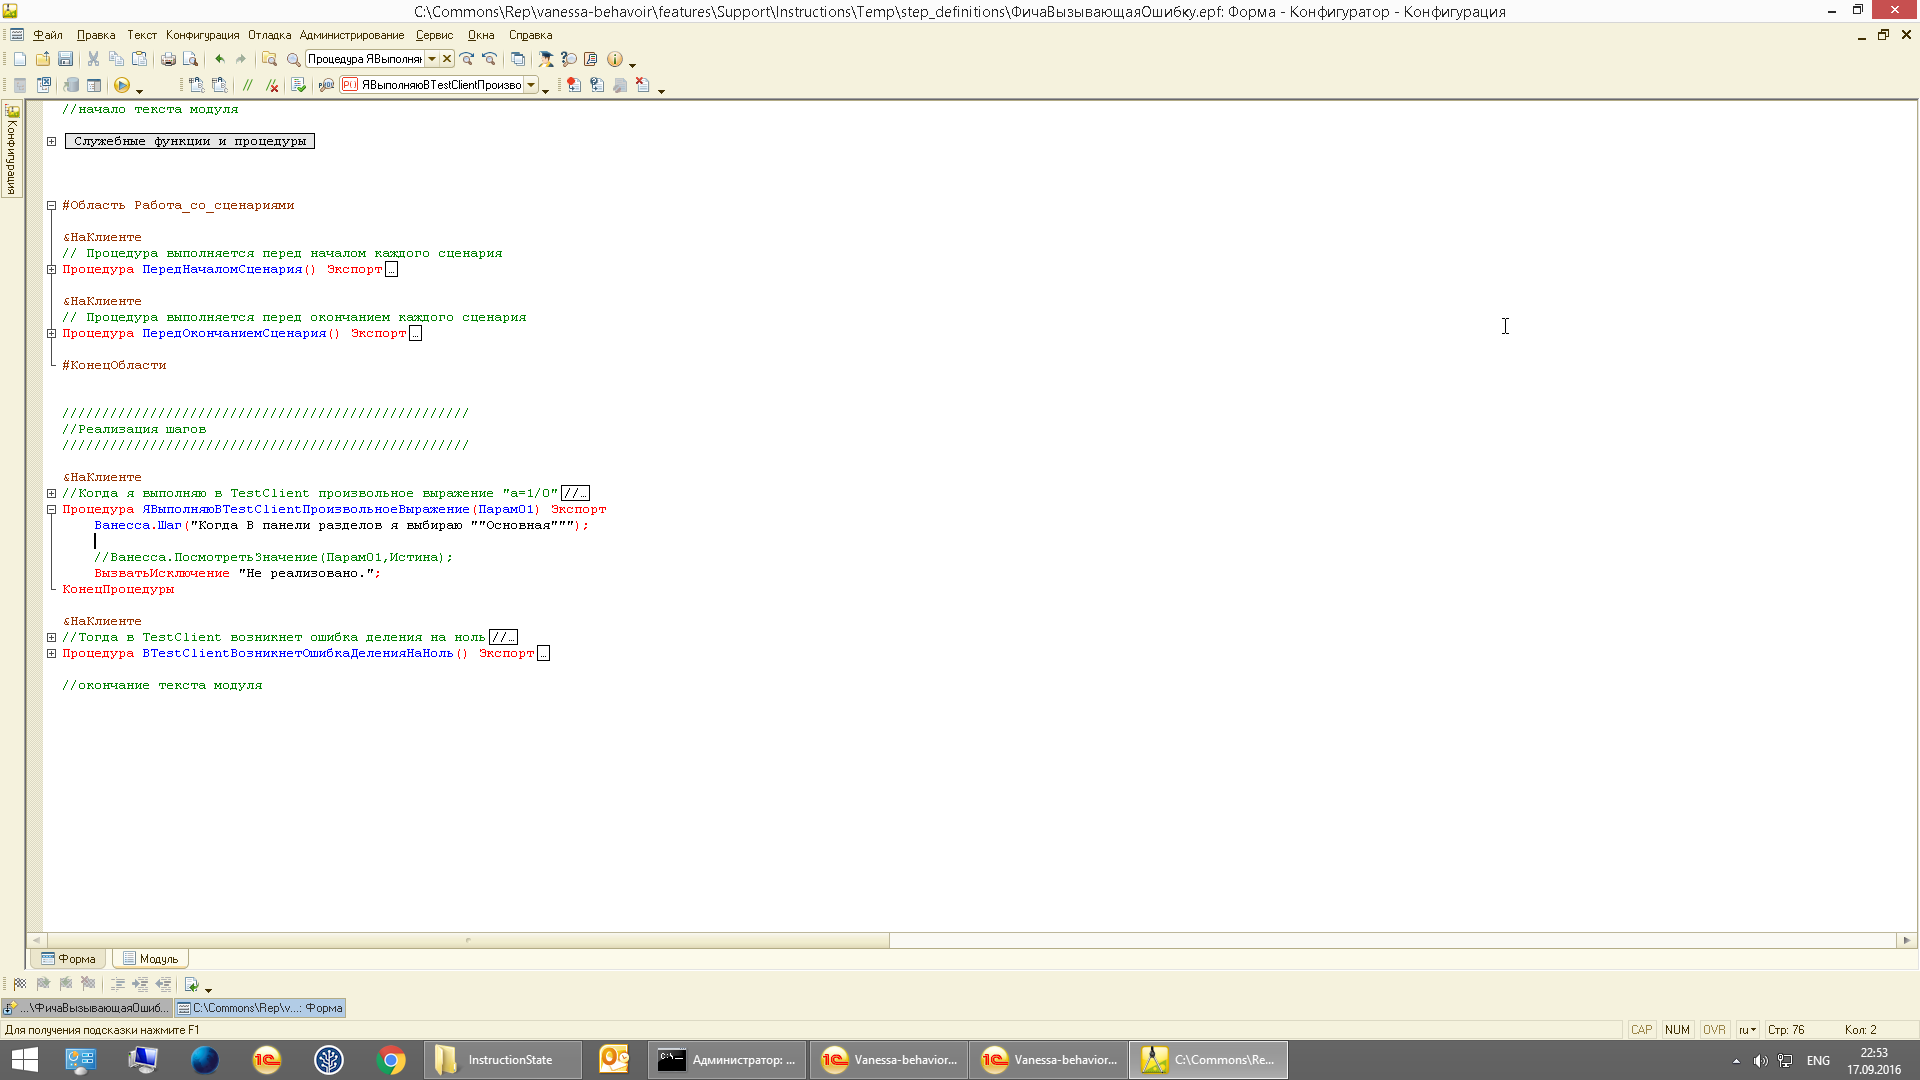 C:\Commons\Rep\vanessa-behavoir\features\Support\Instructions\Temp\step_definitions\ФичаВызывающаяОшибку.epf: Форма - Конфигуратор - Конфигурация
Файл Правка Текст Конфигурация Отладка Администрирование Сервис Окна Справка
Процедура ЯВыполня
ЯВыполняюВTestClientПроизво
Конфигурация
//начало текста модуля
Служебные функции и процедуры
#Область Работа_со_сценариями
&НаКлиенте
// Процедура выполняется перед началом каждого сценария
Процедура ПередНачаломСценария() Экспорт...
&НаКлиенте
// Процедура выполняется перед окончанием каждого сценария
Процедура ПередОкончаниемСценария() Экспорт...
#КонецОбласти
///////////////////////////////////////////////////
//Реализация шагов
///////////////////////////////////////////////////
&НаКлиенте
//Когда я выполняю в TestClient произвольное выражение "а=1/0"//...
Процедура ЯВыполняюВTestClientПроизвольноеВыражение(Парам01) Экспорт
Ванесса.Шаг("Когда В панели разделов я выбираю ""Основная""");
//Ванесса.ПосмотретьЗначение(Парам01,Истина);
ВызватьИсключение "Не реализовано.";
КонецПроцедуры
&НаКлиенте
//Тогда в TestClient возникнет ошибка деления на ноль//...
Процедура ВTestClientВозникнетОшибкаДеленияНаНоль() Экспорт...
//окончание текста модуля
Форма Модуль
...\ФичаВызывающаяОшиб... C:\Commons\Rep\v...: Форма
Для получения подсказки нажмите F1 CAP NUM OVR ru Стр: 76 Кол: 2
InstructionState Администратор: ... Vanessa-behavior... Vanessa-behavior... C:\Commons\Re... ENG 22:53
17.09.2016